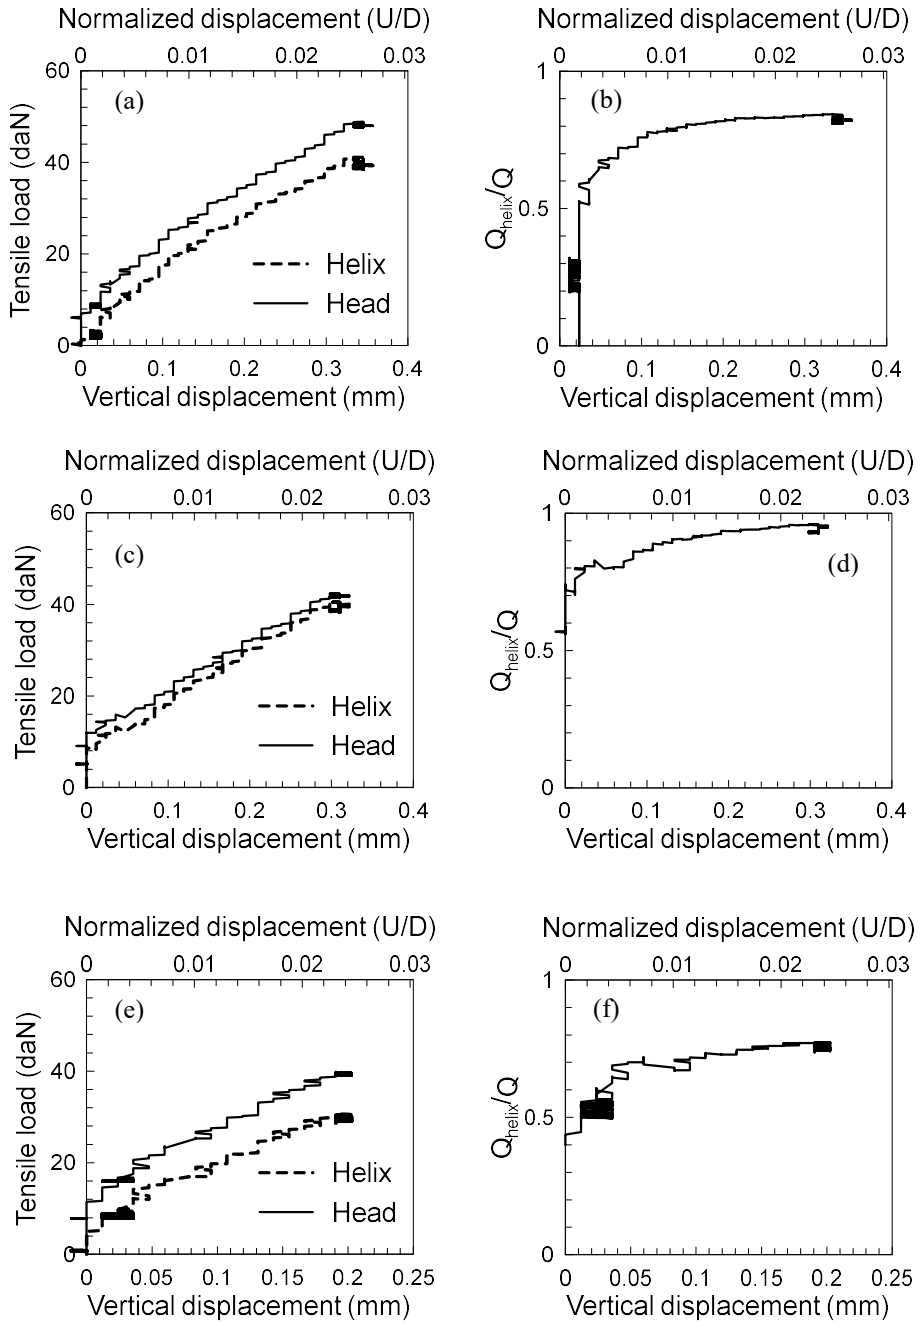 Normalized displacement (U/D)
0 0.01 0.02 0.03
60
40
20
0
(a)
Tensile load (daN)
Helix
Head
0 0.1 0.2 0.3 0.4
Vertical displacement (mm)
Normalized displacement (U/D)
0 0.01 0.02 0.03
1
0.5
0
(b)
Qhelix/Q
0 0.1 0.2 0.3 0.4
Vertical displacement (mm)
Normalized displacement (U/D)
0 0.01 0.02 0.03
60
40
20
0
(c)
Tensile load (daN)
Helix
Head
0 0.1 0.2 0.3 0.4
Vertical displacement (mm)
Normalized displacement (U/D)
0 0.01 0.02 0.03
1
0.5
0
(d)
Qhelix/Q
0 0.1 0.2 0.3 0.4
Vertical displacement (mm)
Normalized displacement (U/D)
0 0.01 0.02 0.03
60
40
20
0
(e)
Tensile load (daN)
Helix
Head
0 0.05 0.1 0.15 0.2 0.25
Vertical displacement (mm)
Normalized displacement (U/D)
0 0.01 0.02 0.03
1
0.5
0
(f)
Qhelix/Q
0 0.05 0.1 0.15 0.2 0.25
Vertical displacement (mm)